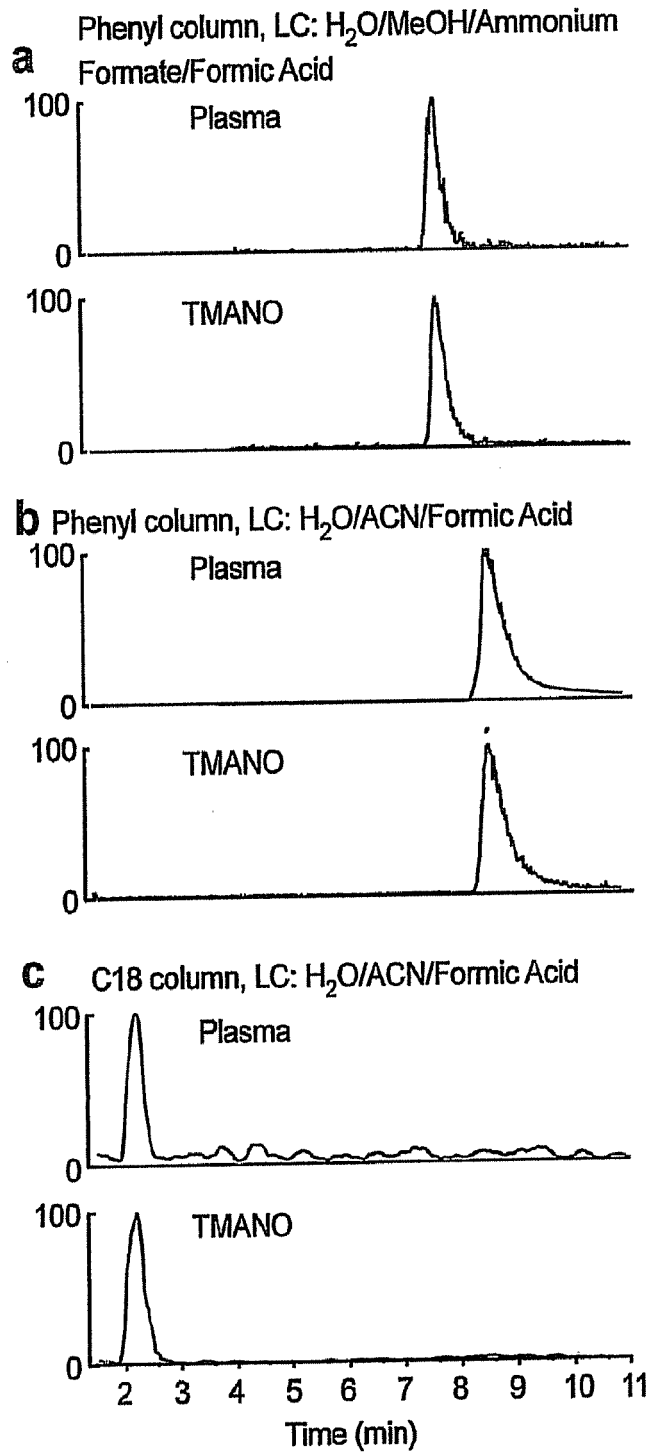 a
Phenyl column, LC: H₂O/MeOH/Ammonium
Formate/Formic Acid
100
Plasma
0
100
TMANO
0
b Phenyl column, LC: H₂O/ACN/Formic Acid
100
Plasma
0
100
TMANO
0
c C18 column, LC: H₂O/ACN/Formic Acid
100
Plasma
0
100
TMANO
0
2 3 4 5 6 7 8 9 10 11
Time (min)